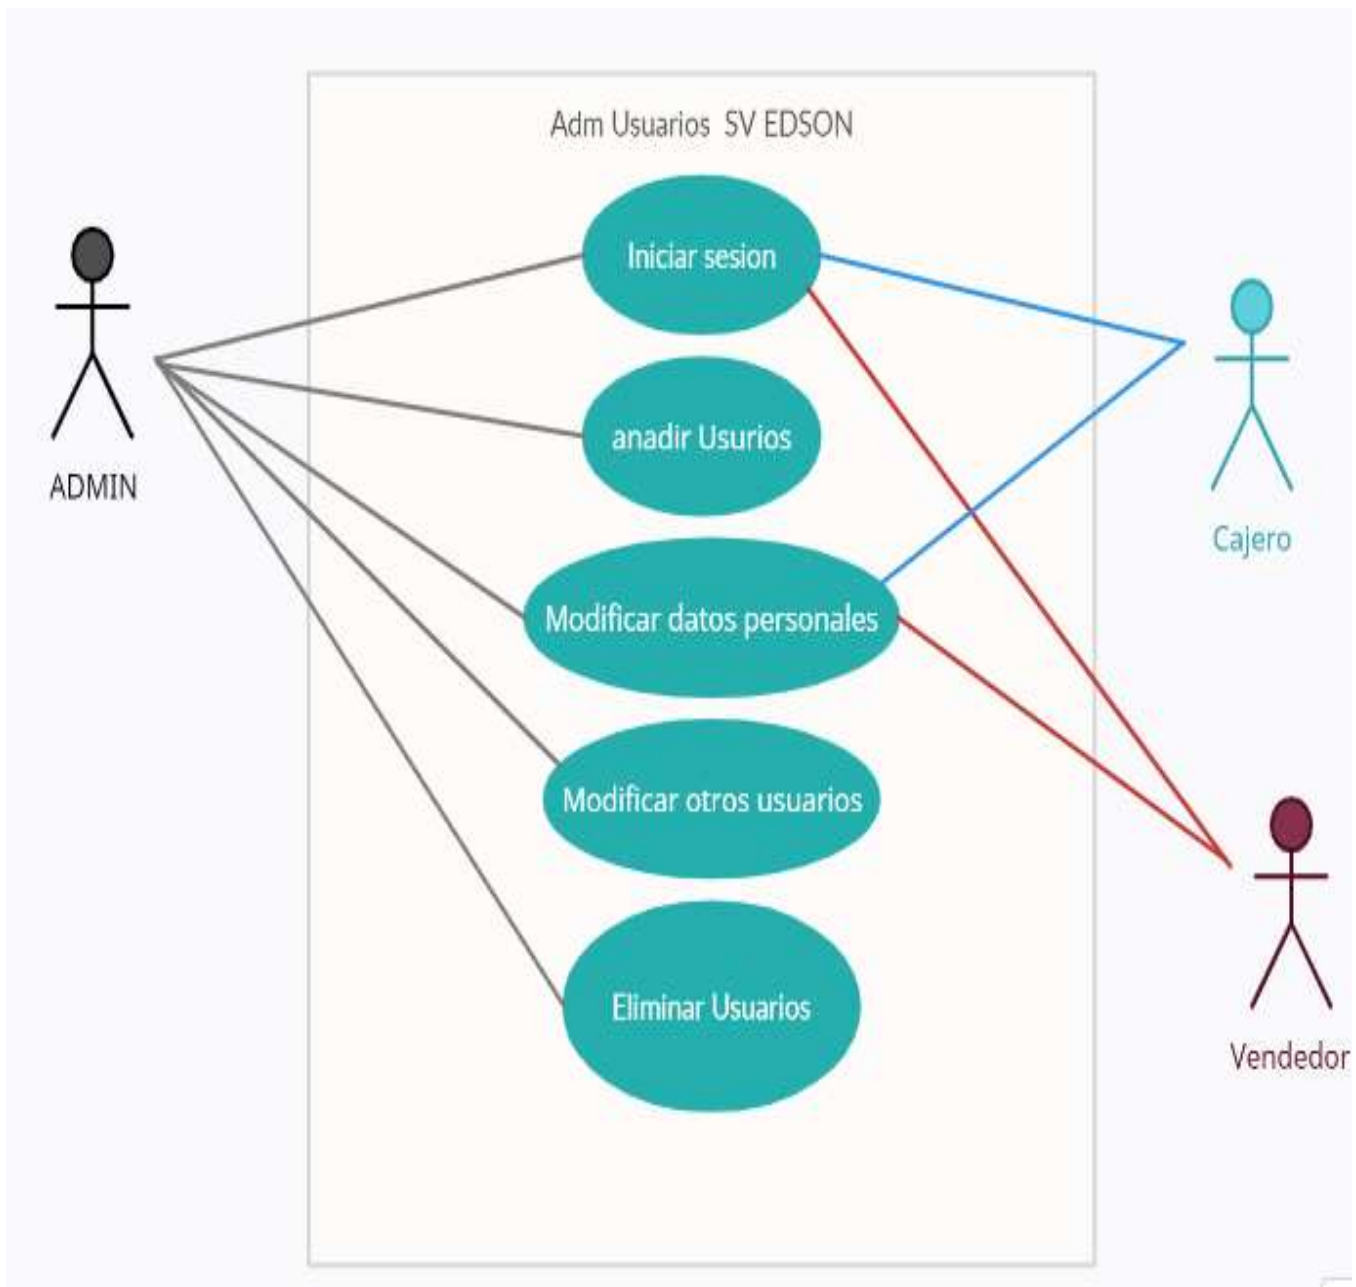 Adm Usuarios SV EDSON
Iniciar sesion
anadir Usurios
ADMIN
Cajero
Modificar datos personales
Modificar otros usuarios
Eliminar Usuarios
Vendedor